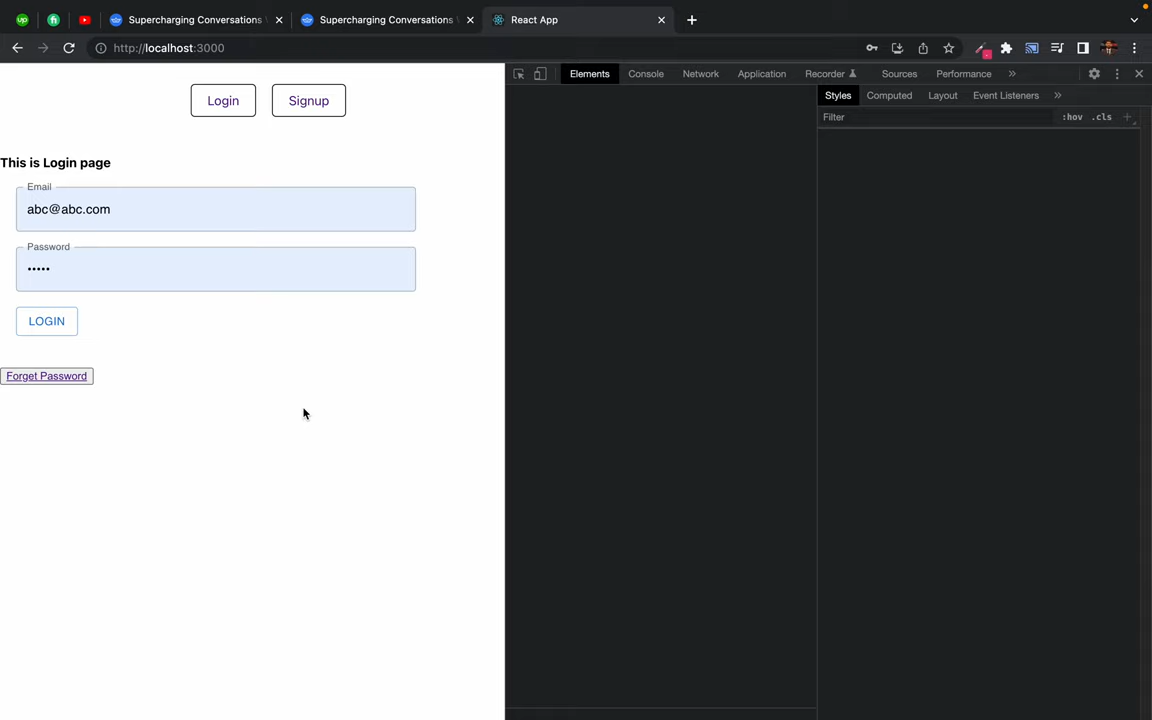 up fi Supercharging Conversations Supercharging Conversations React App
http://localhost:3000
Elements Console Network Application Recorder Sources Performance
Styles Computed Layout Event Listeners
Filter :hov .cls
Login Signup
This is Login page
Email
abc@abc.com
Password
•••••
LOGIN
Forget Password